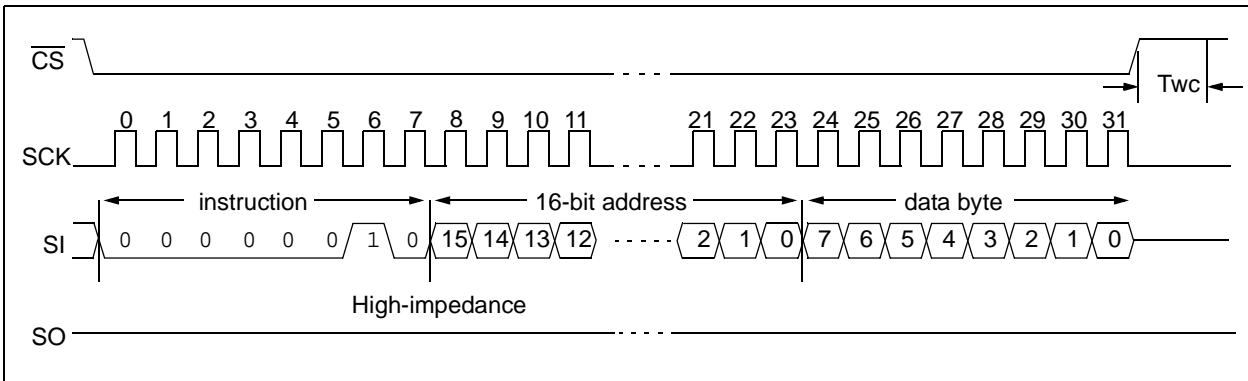 CS
Twc
0 1 2 3 4 5 6 7 8 9 10 11 21 22 23 24 25 26 27 28 29 30 31
SCK
instruction 16-bit address data byte
SI 0 0 0 0 0 0 1 0 15 14 13 12 2 1 0 7 6 5 4 3 2 1 0
High-impedance
SO